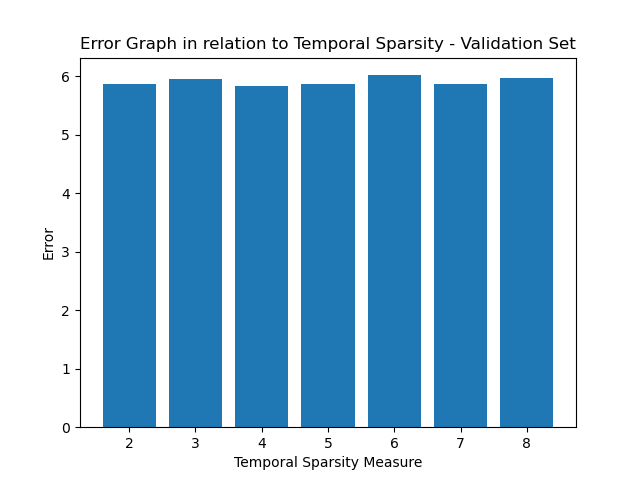 Error Graph in relation to Temporal Sparsity - Validation Set
6
5
4
3
2
1
0
Error
2 3 4 5 6 7 8
Temporal Sparsity Measure